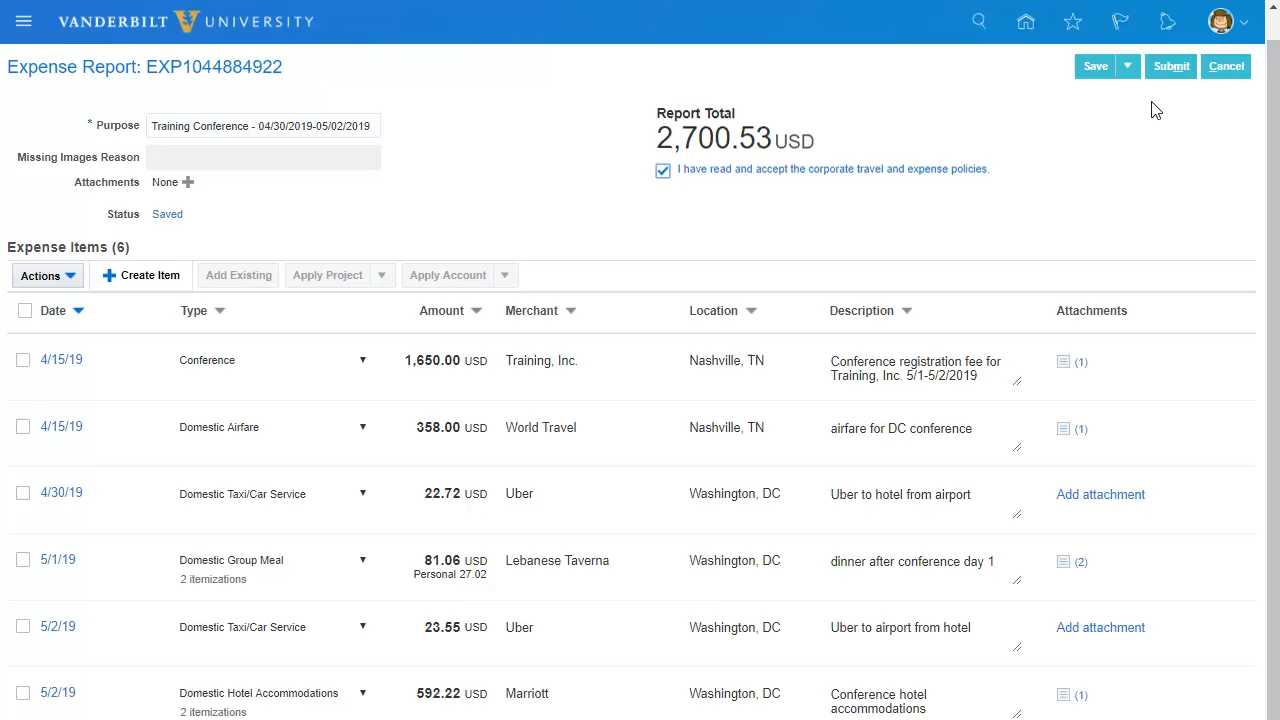 VANDERBILT V UNIVERSITY
Expense Report: EXP1044884922
Save
Submit
Cancel
* Purpose
Training Conference - 04/30/2019-05/02/2019
Missing Images Reason
Attachments
None
Status
Saved
Report Total
2,700.53 USD
I have read and accept the corporate travel and expense policies.
Expense Items (6)
Actions
Create Item
Add Existing
Apply Project
Apply Account
Date
Type
Amount
Merchant
Location
Description
Attachments
4/15/19
Conference
1,650.00 USD
Training, Inc.
Nashville, TN
Conference registration fee for
Training, Inc. 5/1-5/2/2019
(1)
4/15/19
Domestic Airfare
358.00 USD
World Travel
Nashville, TN
airfare for DC conference
(1)
4/30/19
Domestic Taxi/Car Service
22.72 USD
Uber
Washington, DC
Uber to hotel from airport
Add attachment
5/1/19
Domestic Group Meal
2 itemizations
81.06 USD
Personal 27.02
Lebanese Taverna
Washington, DC
dinner after conference day 1
(2)
5/2/19
Domestic Taxi/Car Service
23.55 USD
Uber
Washington, DC
Uber to airport from hotel
Add attachment
5/2/19
Domestic Hotel Accommodations
2 itemizations
592.22 USD
Marriott
Washington, DC
Conference hotel
accommodations
(1)